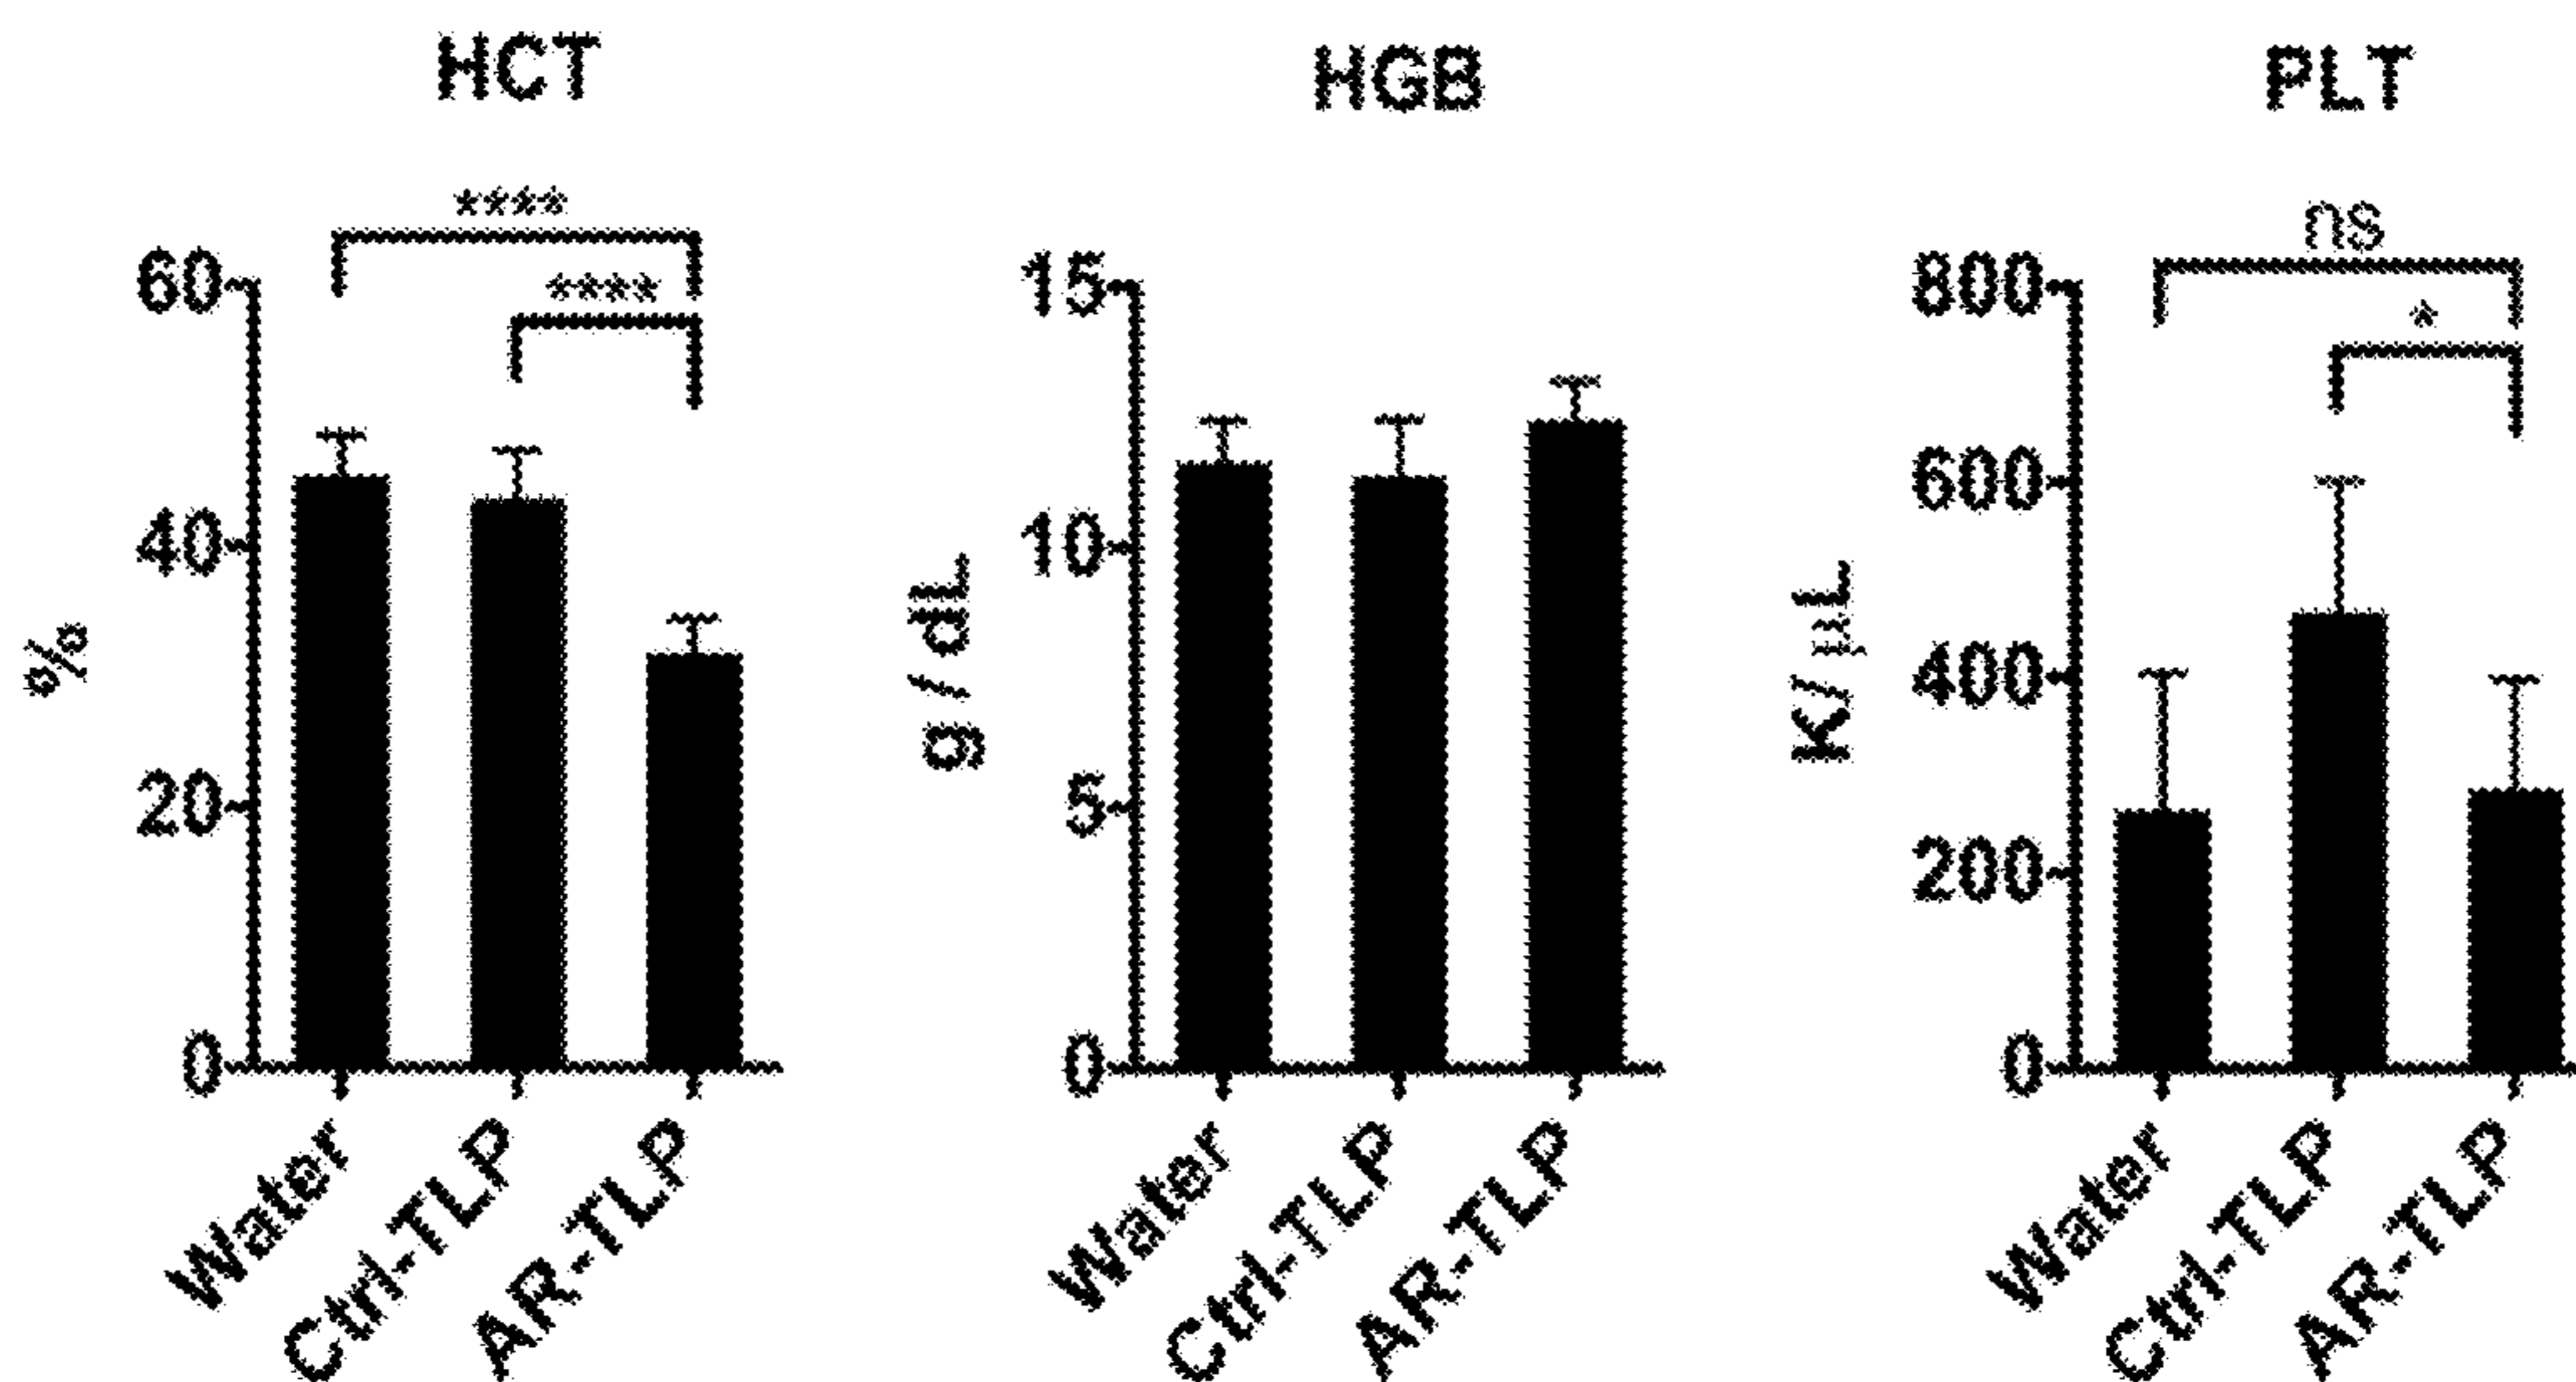 HCT
****
****
60
40
20
0
%
Water
Ctrl-TLP
AR-TLP
HGB
15
10
5
0
g / dL
Water
Ctrl-TLP
AR-TLP
PLT
ns
*
800
600
400
200
0
K/ µL
Water
Ctrl-TLP
AR-TLP